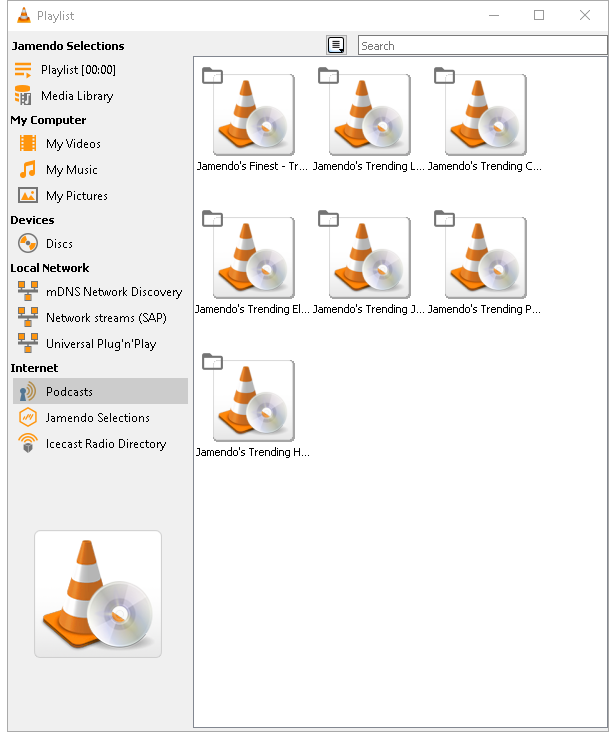 Playlist
Jamendo Selections
Search
Playlist [00:00]
Media Library
My Computer
My Videos
My Music
My Pictures
Devices
Discs
Local Network
mDNS Network Discovery
Network streams (SAP)
Universal Plug'n'Play
Internet
Podcasts
Jamendo Selections
Icecast Radio Directory
Jamendo's Finest - Tr...
Jamendo's Trending L...
Jamendo's Trending C...
Jamendo's Trending El...
Jamendo's Trending J...
Jamendo's Trending P...
Jamendo's Trending H...